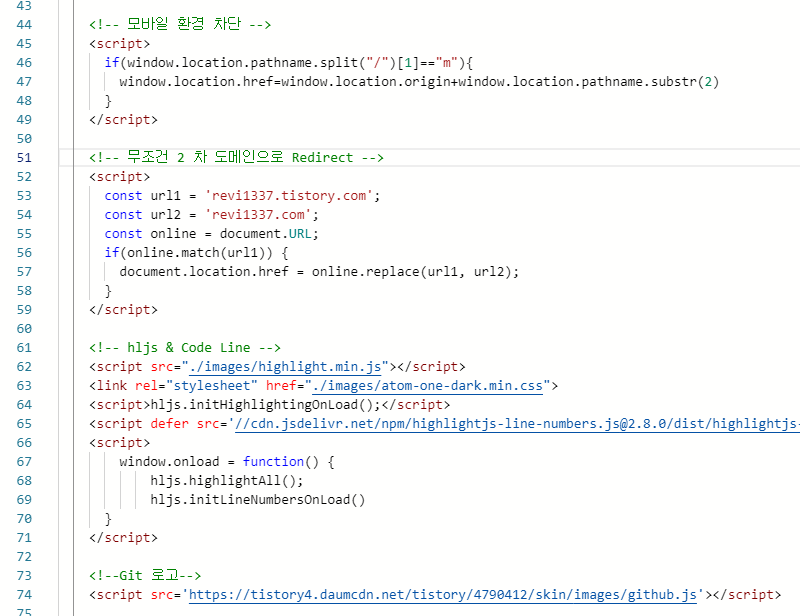 43
44 <!-- 모바일 환경 차단 -->
45 <script>
46 if(window.location.pathname.split("/")[1]=="m"){
47 window.location.href=window.location.origin+window.location.pathname.substr(2)
48 }
49 </script>
50
51 <!-- 무조건 2 차 도메인으로 Redirect -->
52 <script>
53 const url1 = 'revi1337.tistory.com';
54 const url2 = 'revi1337.com';
55 const online = document.URL;
56 if(online.match(url1)) {
57 document.location.href = online.replace(url1, url2);
58 }
59 </script>
60
61 <!-- hljs & Code Line -->
62 <script src="./images/highlight.min.js"></script>
63 <link rel="stylesheet" href="./images/atom-one-dark.min.css">
64 <script>hljs.initHighlightingOnLoad();</script>
65 <script defer src='//cdn.jsdelivr.net/npm/highlightjs-line-numbers.js@2.8.0/dist/highlightjs-
66 <script>
67 window.onload = function() {
68 hljs.highlightAll();
69 hljs.initLineNumbersOnLoad()
70 }
71 </script>
72
73 <!--Git 로고-->
74 <script src='https://tistory4.daumcdn.net/tistory/4790412/skin/images/github.js'></script>
75